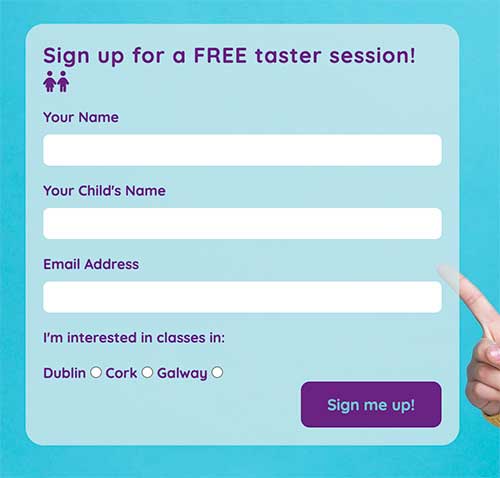 Sign up for a FREE taster session!
Your Name
Your Child's Name
Email Address
I'm interested in classes in:
Dublin Cork Galway
Sign me up!